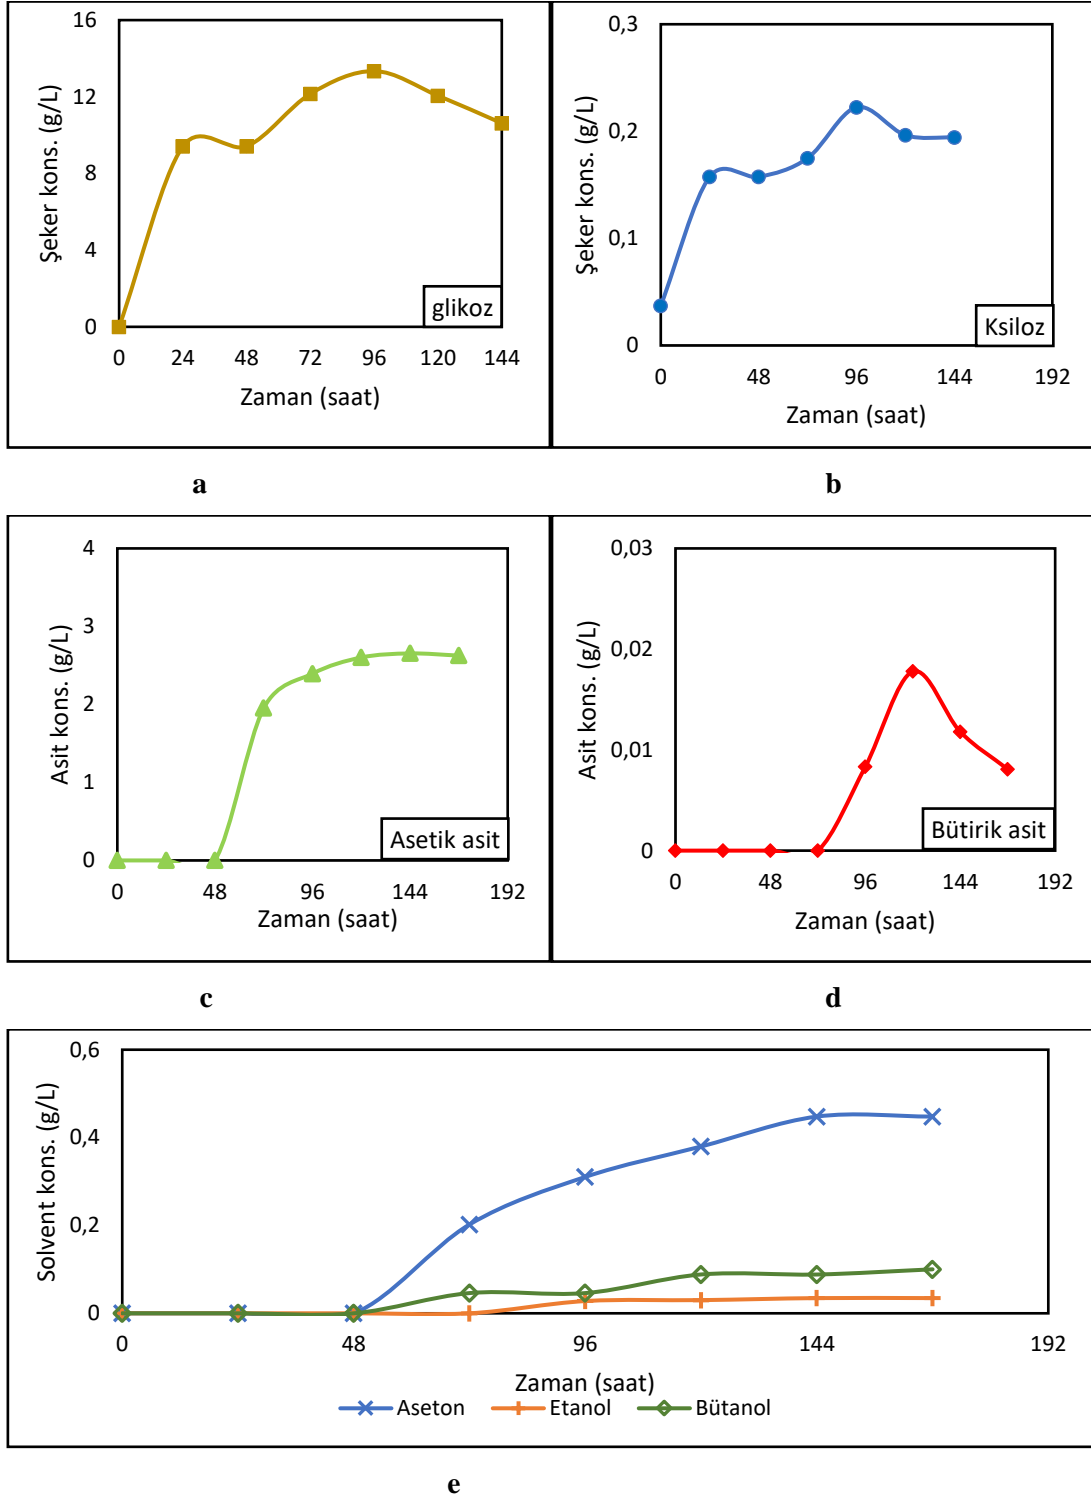 16
12
8
4
0
Şeker kons. (g/L)
glikoz
0 24 48 72 96 120 144
Zaman (saat)
0,3
0,2
0,1
0
Şeker kons. (g/L)
Ksiloz
0 48 96 144 192
Zaman (saat)
a b
4
3
2
1
0
Asit kons. (g/L)
Asetik asit
0 48 96 144 192
Zaman (saat)
0,03
0,02
0,01
0
Asit kons. (g/L)
Bütirik asit
0 48 96 144 192
Zaman (saat)
c d
0,6
0,4
0,2
0
Solvent kons. (g/L)
0 48 96 144 192
Zaman (saat)
Aseton Etanol Bütanol
e